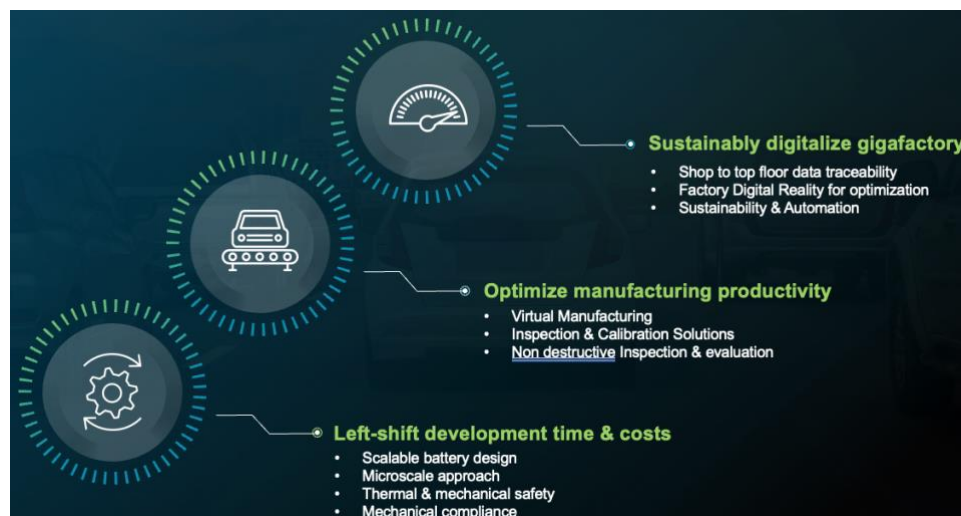 Sustainably digitalize gigafactory
• Shop to top floor data traceability
• Factory Digital Reality for optimization
• Sustainability & Automation
Optimize manufacturing productivity
• Virtual Manufacturing
• Inspection & Calibration Solutions
• Non destructive Inspection & evaluation
Left-shift development time & costs
• Scalable battery design
• Microscale approach
• Thermal & mechanical safety
• Mechanical compliance